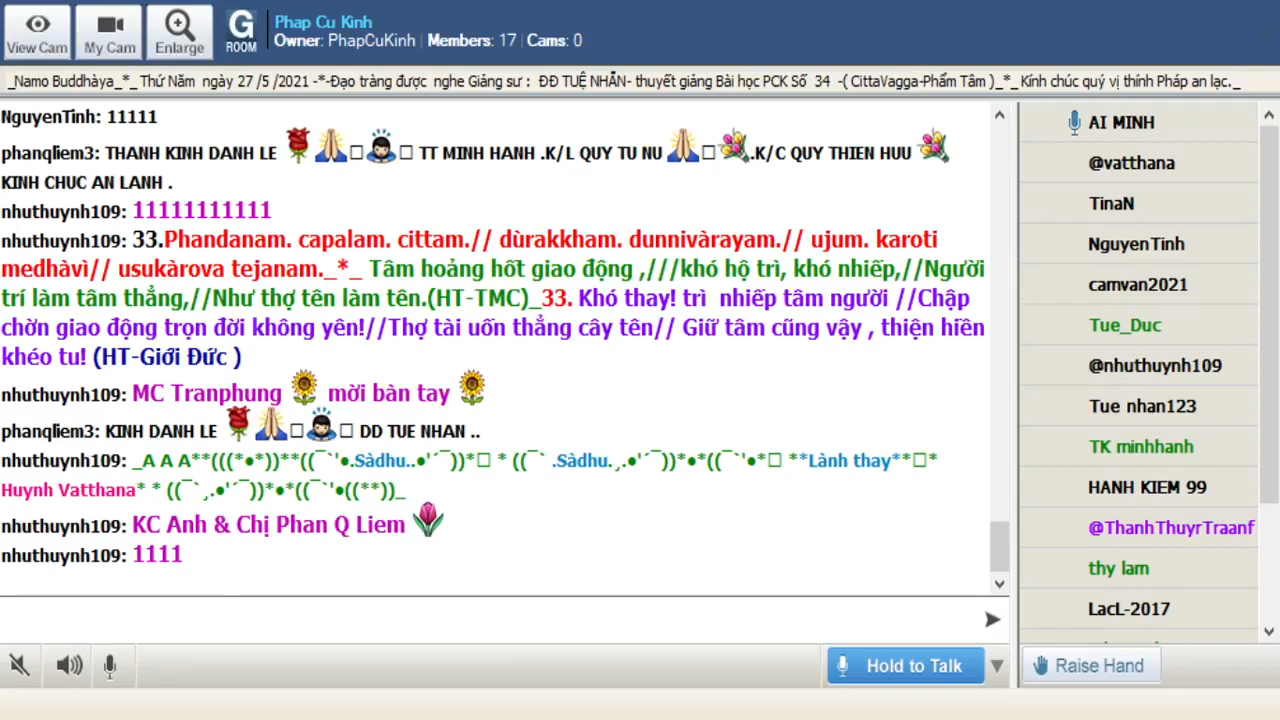 View Cam
My Cam
Enlarge
G
ROOM
Phap Cu Kinh
Owner: PhapCuKinh | Members: 17 | Cams: 0
_Namo Buddhàya_*_ Thứ Năm ngày 27 /5 /2021 -*-Đạo tràng được nghe Giảng sư : ĐĐ TUỆ NHẪN- thuyết giảng Bài học PCK Số 34 -( CittaVagga-Phẩm Tâm )_*_ Kính chúc quý vị thính Pháp an lạc._
NguyenTinh: 11111
phanqliem3: THANH KINH DANH LE TT MINH HANH .K/L QUY TU NU .K/C QUY THIEN HUU
KINH CHUC AN LANH .
nhuthuynh109: 11111111111
nhuthuynh109: 33.Phandanam. capalam. cittam.// dùrakkham. dunnivàrayam.// ujum. karoti
medhàvì// usukàrova tejanam._*_ Tâm hoảng hốt giao động ,///khó hộ trì, khó nhiếp,//Người
trí làm tâm thẳng,//Như thợ tên làm tên.(HT-TMC)_33. Khó thay! trì nhiếp tâm người //Chập
chờn giao động trọn đời không yên!//Thợ tài uốn thẳng cây tên// Giữ tâm cũng vậy , thiện hiền
khéo tu! (HT-Giới Đức )
nhuthuynh109: MC Tranphung mời bàn tay
phanqliem3: KINH DANH LE DD TUE NHAN ..
nhuthuynh109: _A A A**(((*•*))**((¯`'•.Sàdhu..•'´¯))*• * ((¯` .Sàdhu.¸.•'´¯))*•*((¯`'•* **Lành thay***
Huynh Vatthana* * ((¯`¸.•'´¯))*•*((¯`'•((**))_
nhuthuynh109: KC Anh & Chị Phan Q Liem
nhuthuynh109: 1111
Hold to Talk
AI MINH
@vatthana
TinaN
NguyenTinh
camvan2021
Tue_Duc
@nhuthuynh109
Tue nhan123
TK minhhanh
HANH KIEM 99
@ThanhThuyrTraanf
thy lam
LacL-2017
Raise Hand